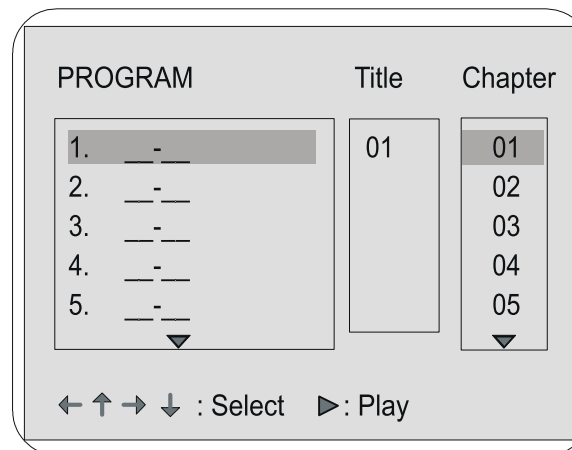 PROGRAM Title Chapter
1. __-__ 01 01
2. __-__ 02
3. __-__ 03
4. __-__ 04
5. __-__ 05
: Select : Play